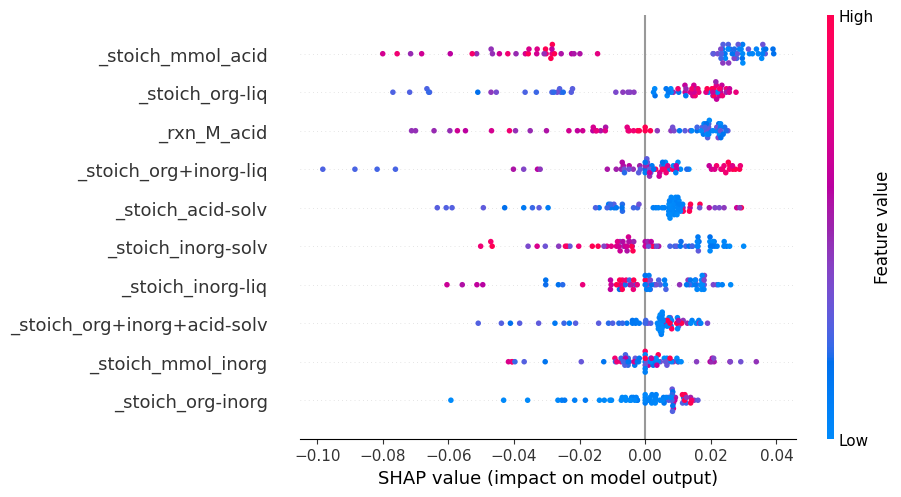 High
_stoich_mmol_acid
_stoich_org-liq
_rxn_M_acid
_stoich_org+inorg-liq
_stoich_acid-solv
_stoich_inorg-solv
_stoich_inorg-liq
_stoich_org+inorg+acid-solv
_stoich_mmol_inorg
_stoich_org-inorg
Feature value
Low
−0.10 −0.08 −0.06 −0.04 −0.02 0.00 0.02 0.04
SHAP value (impact on model output)